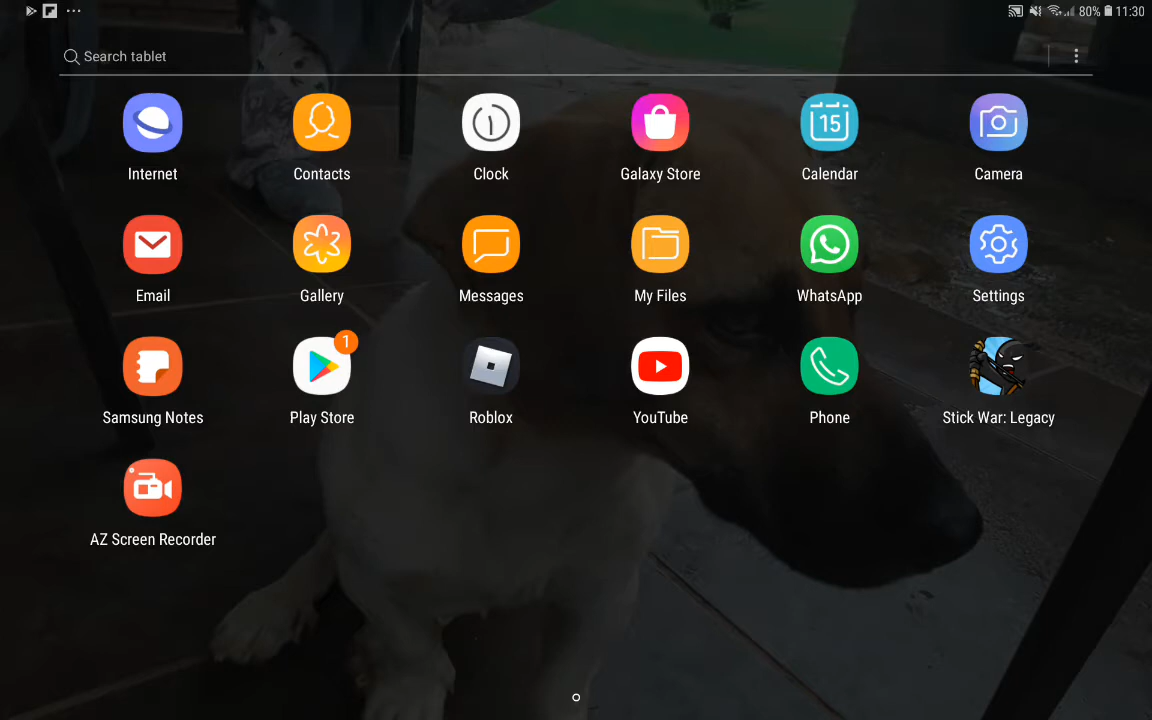 80% 11:30
Search tablet
15
Internet Contacts Clock Galaxy Store Calendar Camera
Email Gallery Messages My Files WhatsApp Settings
1
Samsung Notes Play Store Roblox YouTube Phone Stick War: Legacy
AZ Screen Recorder